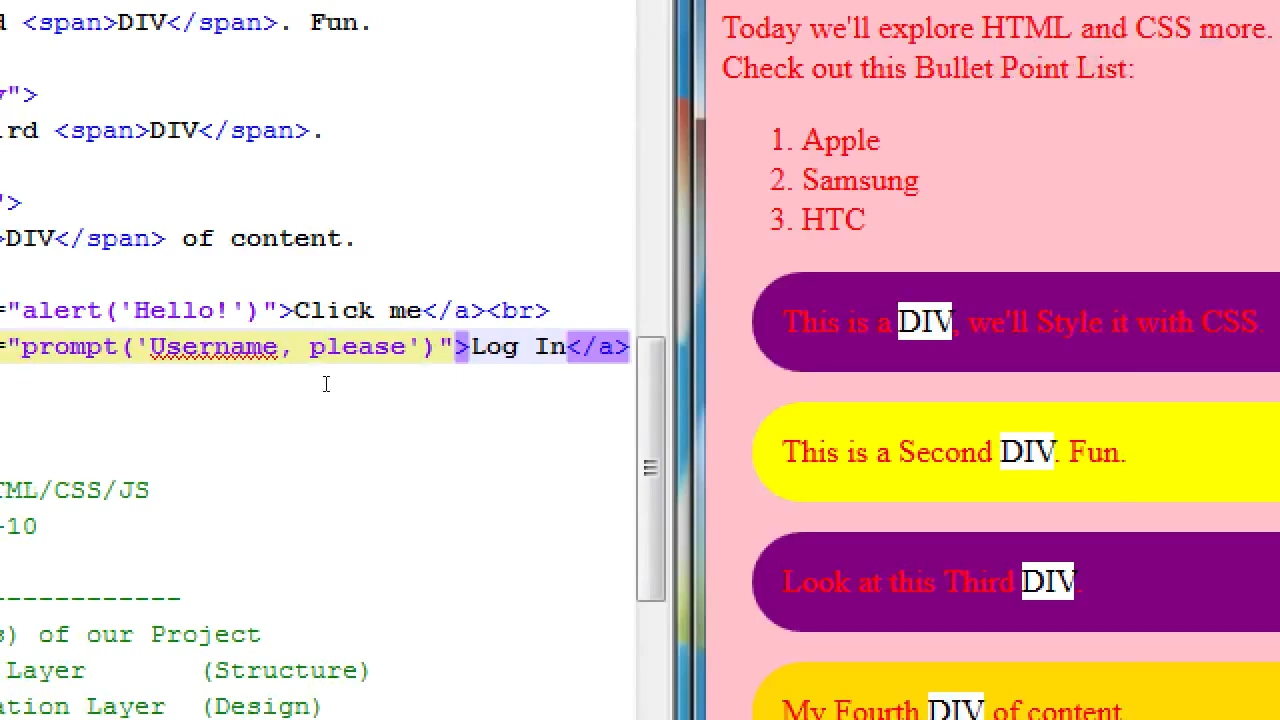 <span>DIV</span>. Fun.
">
ird <span>DIV</span>.
">
>DIV</span> of content.
="alert('Hello!')">Click me</a><br>
="prompt('Username, please')">Log In</a>
TML/CSS/JS
-10
------------
s) of our Project
Layer (Structure)
ation Layer (Design)
Today we'll explore HTML and CSS more.
Check out this Bullet Point List:
1. Apple
2. Samsung
3. HTC
This is a DIV, we'll Style it with CSS.
This is a Second DIV. Fun.
Look at this Third DIV.
My Fourth DIV of content.